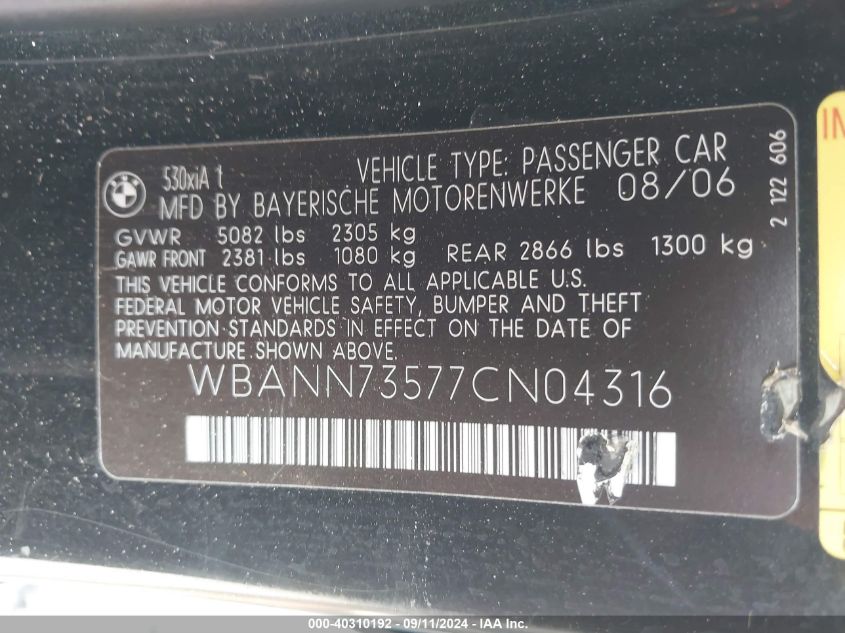 BMW
530xiA t
VEHICLE TYPE: PASSENGER CAR
MFD BY BAYERISCHE MOTORENWERKE 08/06
GVWR 5082 lbs 2305 kg
GAWR FRONT 2381 lbs 1080 kg REAR 2866 lbs 1300 kg
THIS VEHICLE CONFORMS TO ALL APPLICABLE U.S.
FEDERAL MOTOR VEHICLE SAFETY, BUMPER AND THEFT
PREVENTION STANDARDS IN EFFECT ON THE DATE OF
MANUFACTURE SHOWN ABOVE.
WBANN73577CN04316
2 122 606
IN
000-40310192 - 09/11/2024 - IAA Inc.